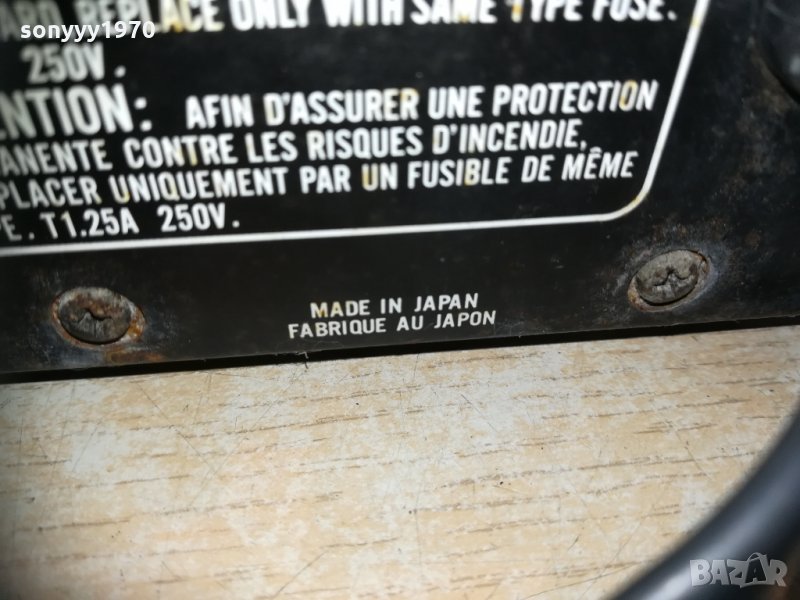 sonyyy1970
REPLACE ONLY WITH SAME TYPE FUSE.
250V.
ENTION: AFIN D'ASSURER UNE PROTECTION
ANENTE CONTRE LES RISQUES D'INCENDIE,
PLACER UNIQUEMENT PAR UN FUSIBLE DE MÊME
PE. T1.25A 250V.
MADE IN JAPAN
FABRIQUE AU JAPON
BAZAR